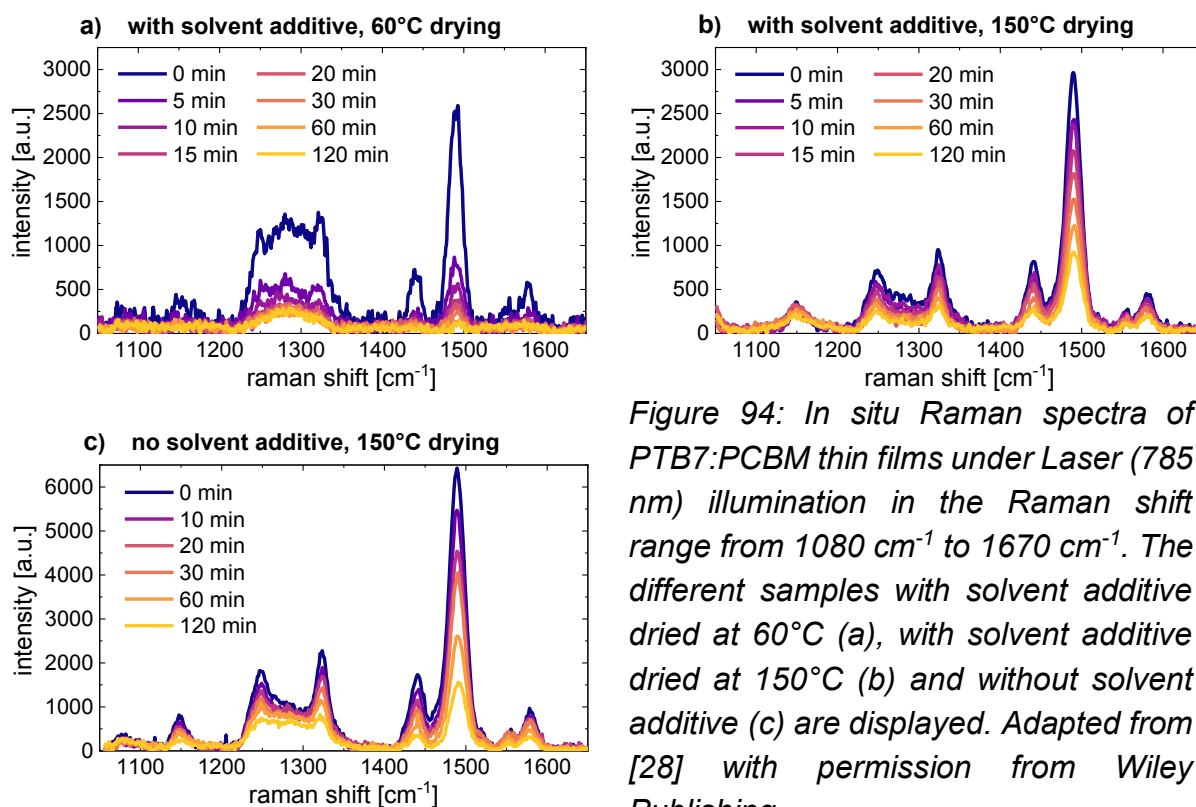 a) with solvent additive, 60°C drying
3000
2500
2000
1500
1000
500
0
intensity [a.u.]
0 min 20 min
5 min 30 min
10 min 60 min
15 min 120 min
1100 1200 1300 1400 1500 1600
raman shift [cm-1]
b) with solvent additive, 150°C drying
3000
2500
2000
1500
1000
500
0
intensity [a.u.]
0 min 20 min
5 min 30 min
10 min 60 min
15 min 120 min
1100 1200 1300 1400 1500 1600
raman shift [cm-1]
c) no solvent additive, 150°C drying
6000
5000
4000
3000
2000
1000
0
intensity [a.u.]
0 min
10 min
20 min
30 min
60 min
120 min
1100 1200 1300 1400 1500 1600
raman shift [cm-1]
Figure 94: In situ Raman spectra of
PTB7:PCBM thin films under Laser (785
nm) illumination in the Raman shift
range from 1080 cm-1 to 1670 cm-1. The
different samples with solvent additive
dried at 60°C (a), with solvent additive
dried at 150°C (b) and without solvent
additive (c) are displayed. Adapted from
[28] with permission from Wiley
Publishing